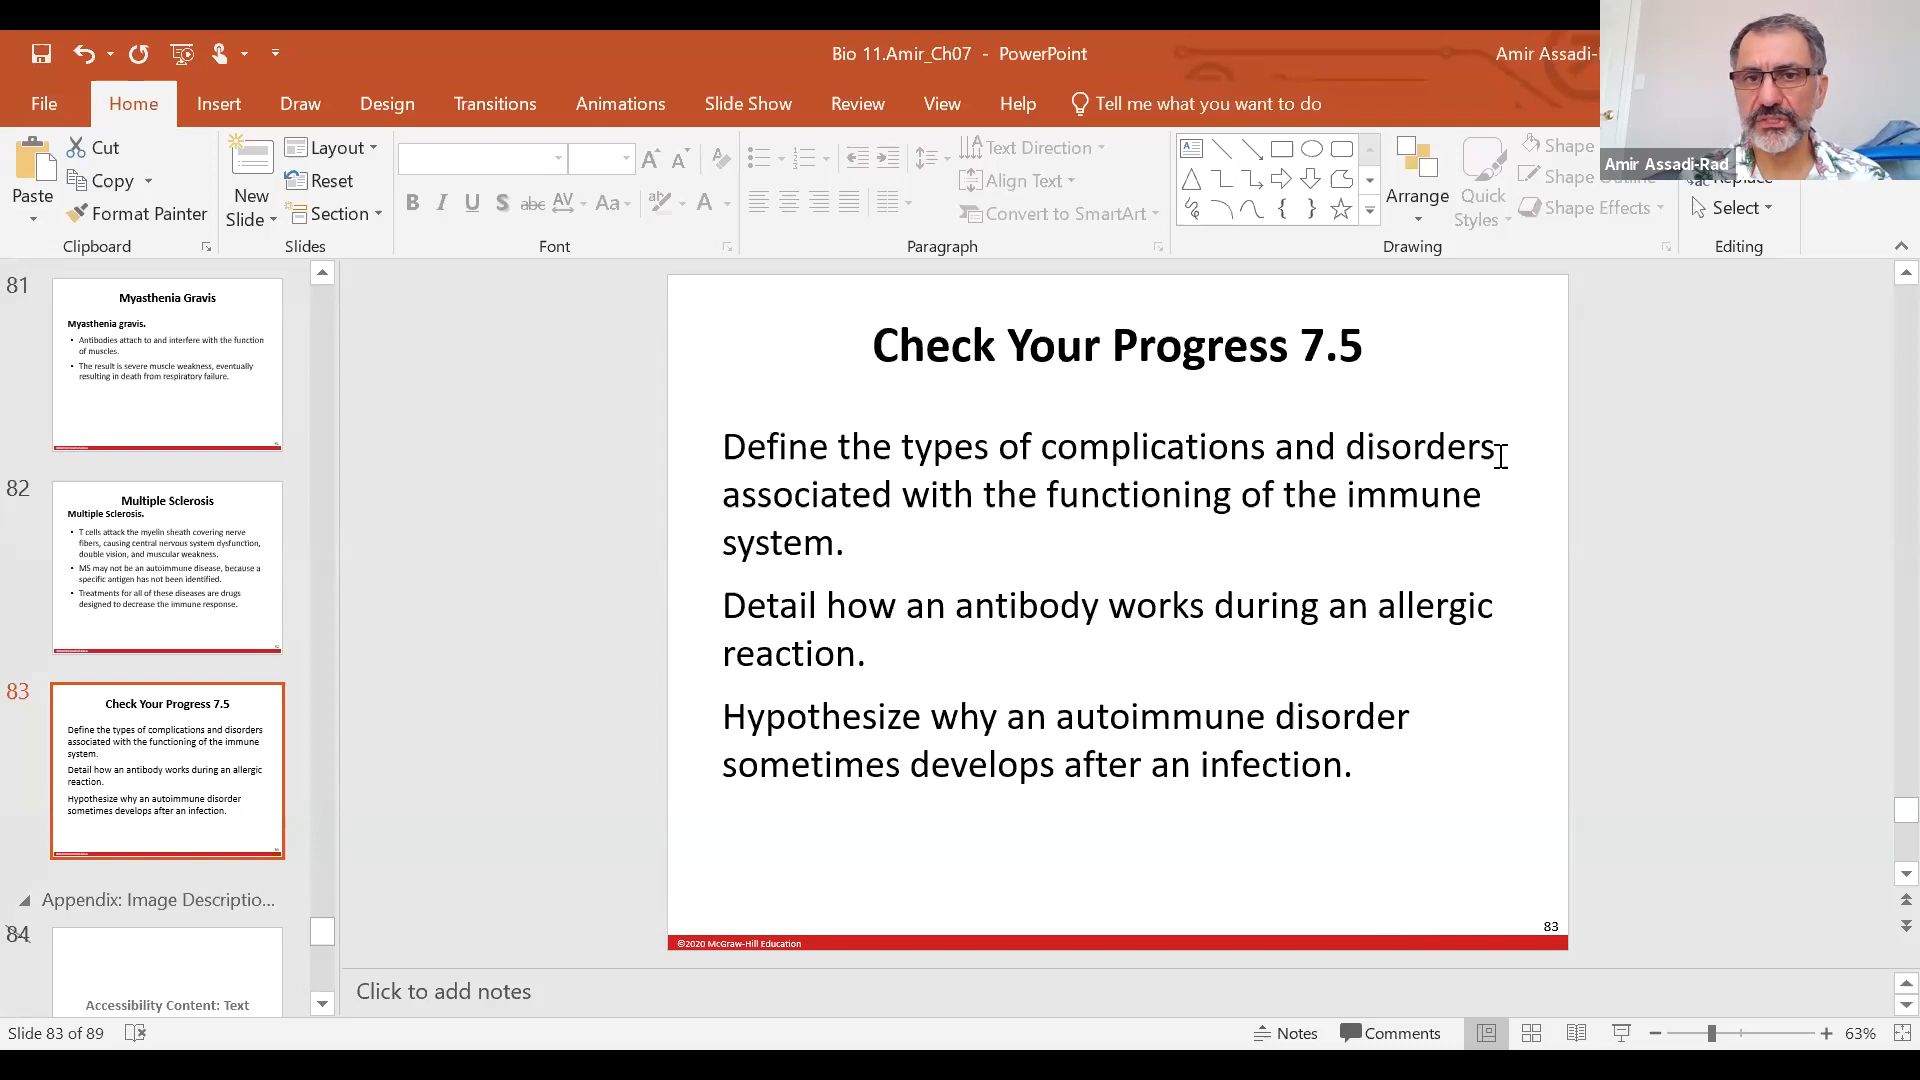 Bio 11.Amir_Ch07 - PowerPoint
Amir Assadi-
File
Home
Insert
Draw
Design
Transitions
Animations
Slide Show
Review
View
Help
Tell me what you want to do
Amir Assadi-Rad
Paste
Cut
Copy
Format Painter
Clipboard
New
Slide
Layout
Reset
Section
Slides
Font
Text Direction
Align Text
Convert to SmartArt
Paragraph
Arrange
Quick
Styles
Shape
Shape Outline
Shape Effects
Drawing
Replace
Select
Editing
81
Myasthenia Gravis
Myasthenia gravis.
• Antibodies attach to and interfere with the function
of muscles.
• The result is severe muscle weakness, eventually
resulting in death from respiratory failure.
82
Multiple Sclerosis
Multiple Sclerosis.
• T cells attack the myelin sheath covering nerve
fibers, causing central nervous system dysfunction,
double vision, and muscular weakness.
• MS may not be an autoimmune disease, because a
specific antigen has not been identified.
• Treatments for all of these diseases are drugs
designed to decrease the immune response.
83
Check Your Progress 7.5
Define the types of complications and disorders
associated with the functioning of the immune
system.
Detail how an antibody works during an allergic
reaction.
Hypothesize why an autoimmune disorder
sometimes develops after an infection.
Appendix: Image Descriptio...
84
Accessibility Content: Text
Check Your Progress 7.5
Define the types of complications and disorders
associated with the functioning of the immune
system.
Detail how an antibody works during an allergic
reaction.
Hypothesize why an autoimmune disorder
sometimes develops after an infection.
83
©2020 McGraw-Hill Education
Click to add notes
Slide 83 of 89
Notes
Comments
63%